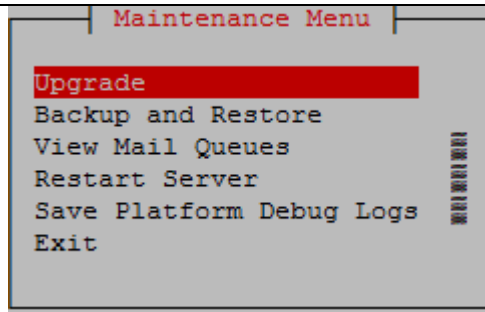 Maintenance Menu
Upgrade
Backup and Restore
View Mail Queues
Restart Server
Save Platform Debug Logs
Exit